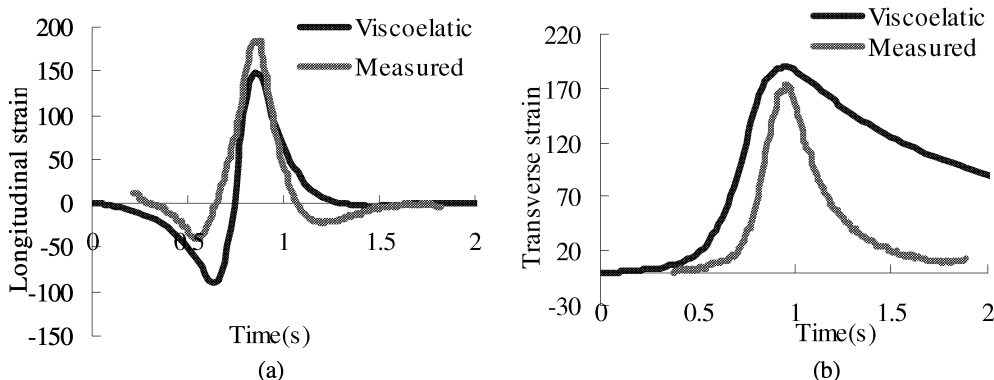 Longitudinal strain
200
150
100
50
0
-50
-100
-150
0
0.5
1
1.5
2
Time(s)
Viscoelatic
Measured
(a)
Transverse strain
220
170
120
70
20
-30
0
0.5
1
1.5
2
Time(s)
Viscoelatic
Measured
(b)